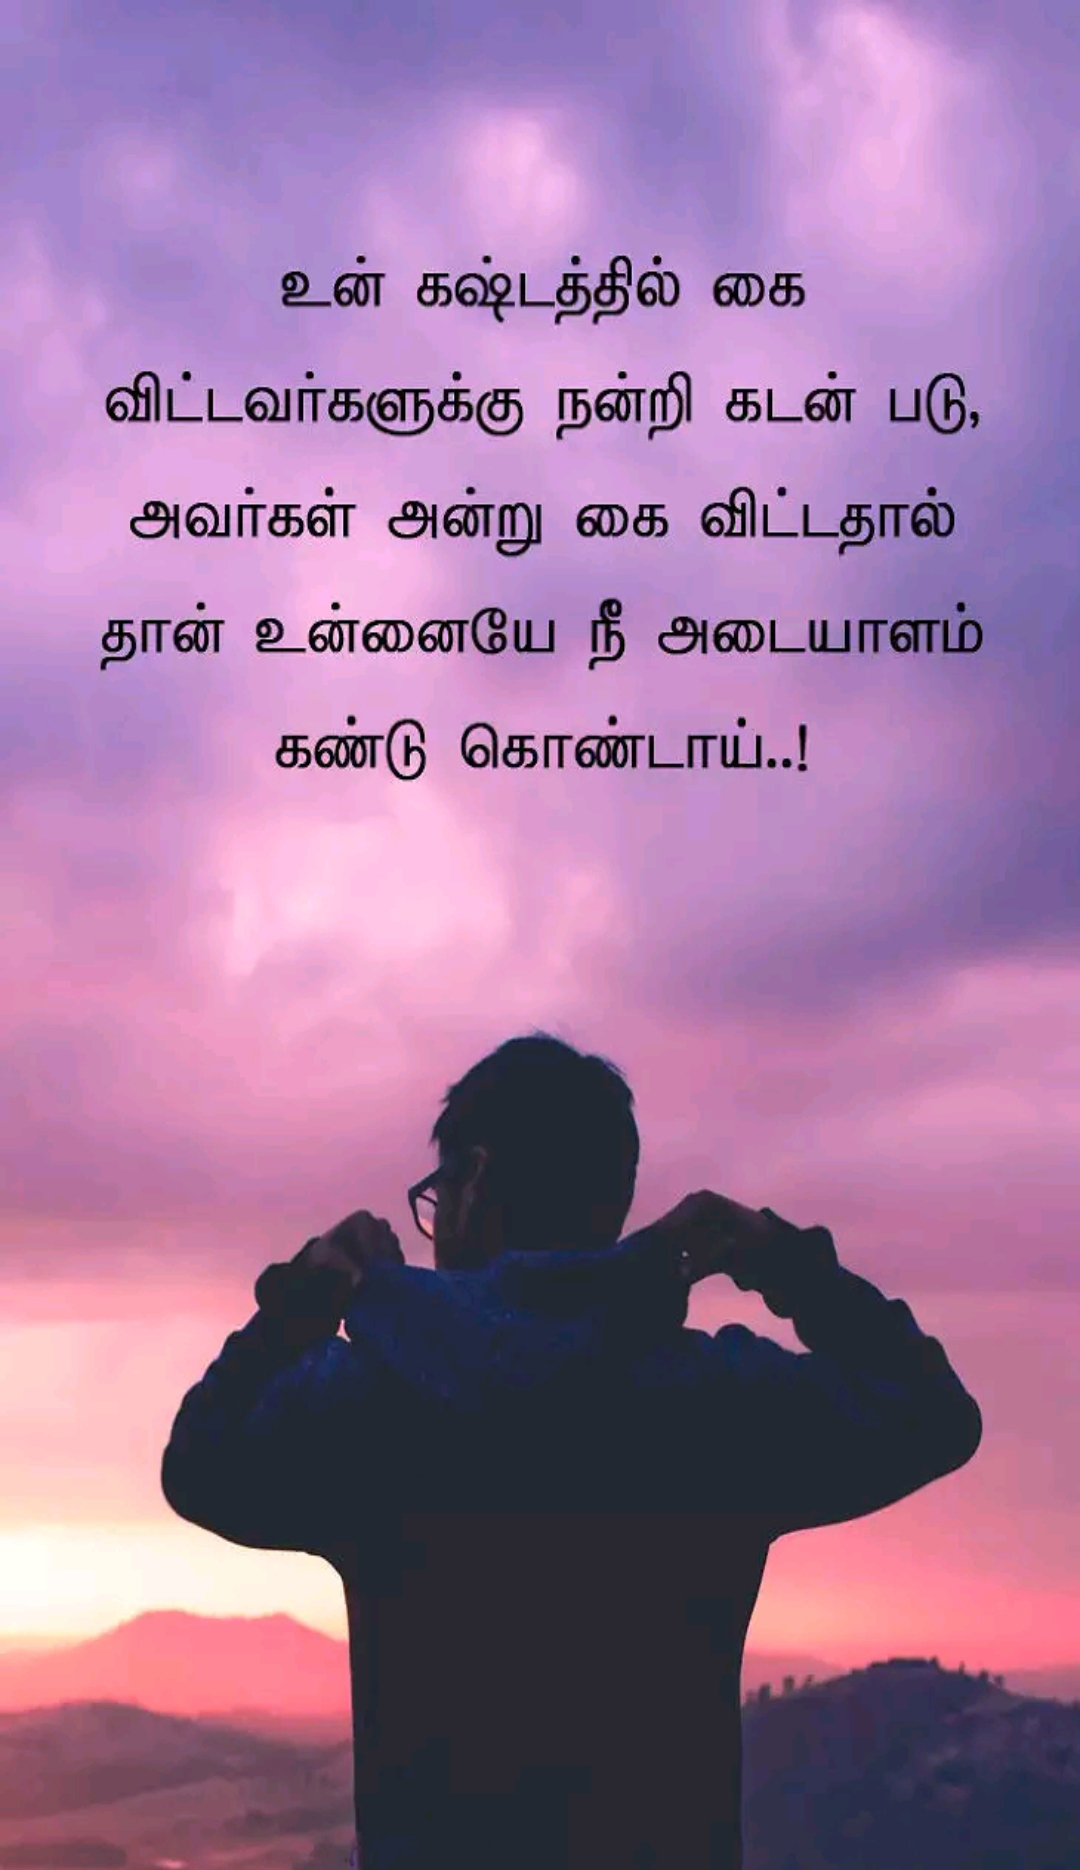 உன் கஷ்டத்தில் கை
விட்டவர்களுக்கு நன்றி கடன் படு,
அவர்கள் அன்று கை விட்டதால்
தான் உன்னையே நீ அடையாளம்
கண்டு கொண்டாய்..!